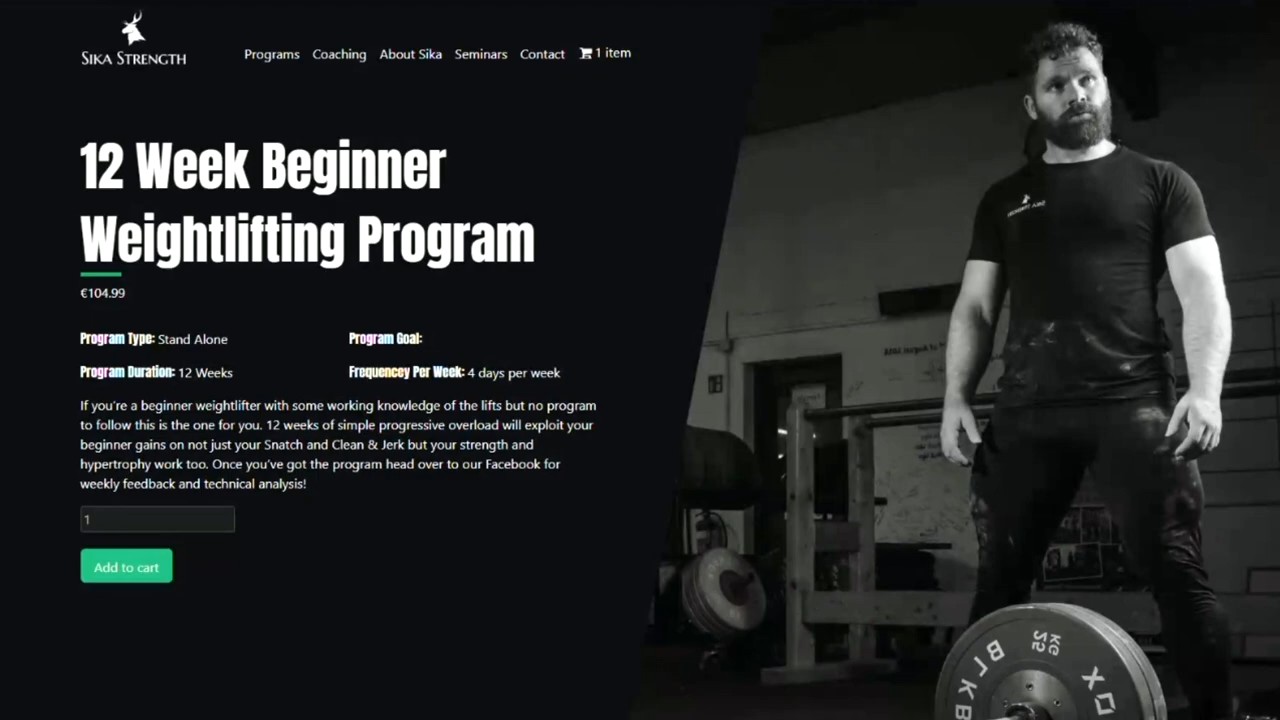 SIKA STRENGTH
Programs Coaching About Sika Seminars Contact 1 item
12 Week Beginner
Weightlifting Program
€104.99
Program Type: Stand Alone
Program Goal:
Program Duration: 12 Weeks
Frequencey Per Week: 4 days per week
If you're a beginner weightlifter with some working knowledge of the lifts but no program
to follow this is the one for you. 12 weeks of simple progressive overload will exploit your
beginner gains on not just your Snatch and Clean & Jerk but your strength and
hypertrophy work too. Once you've got the program head over to our Facebook for
weekly feedback and technical analysis!
1
Add to cart
KG
25
BLKBOX